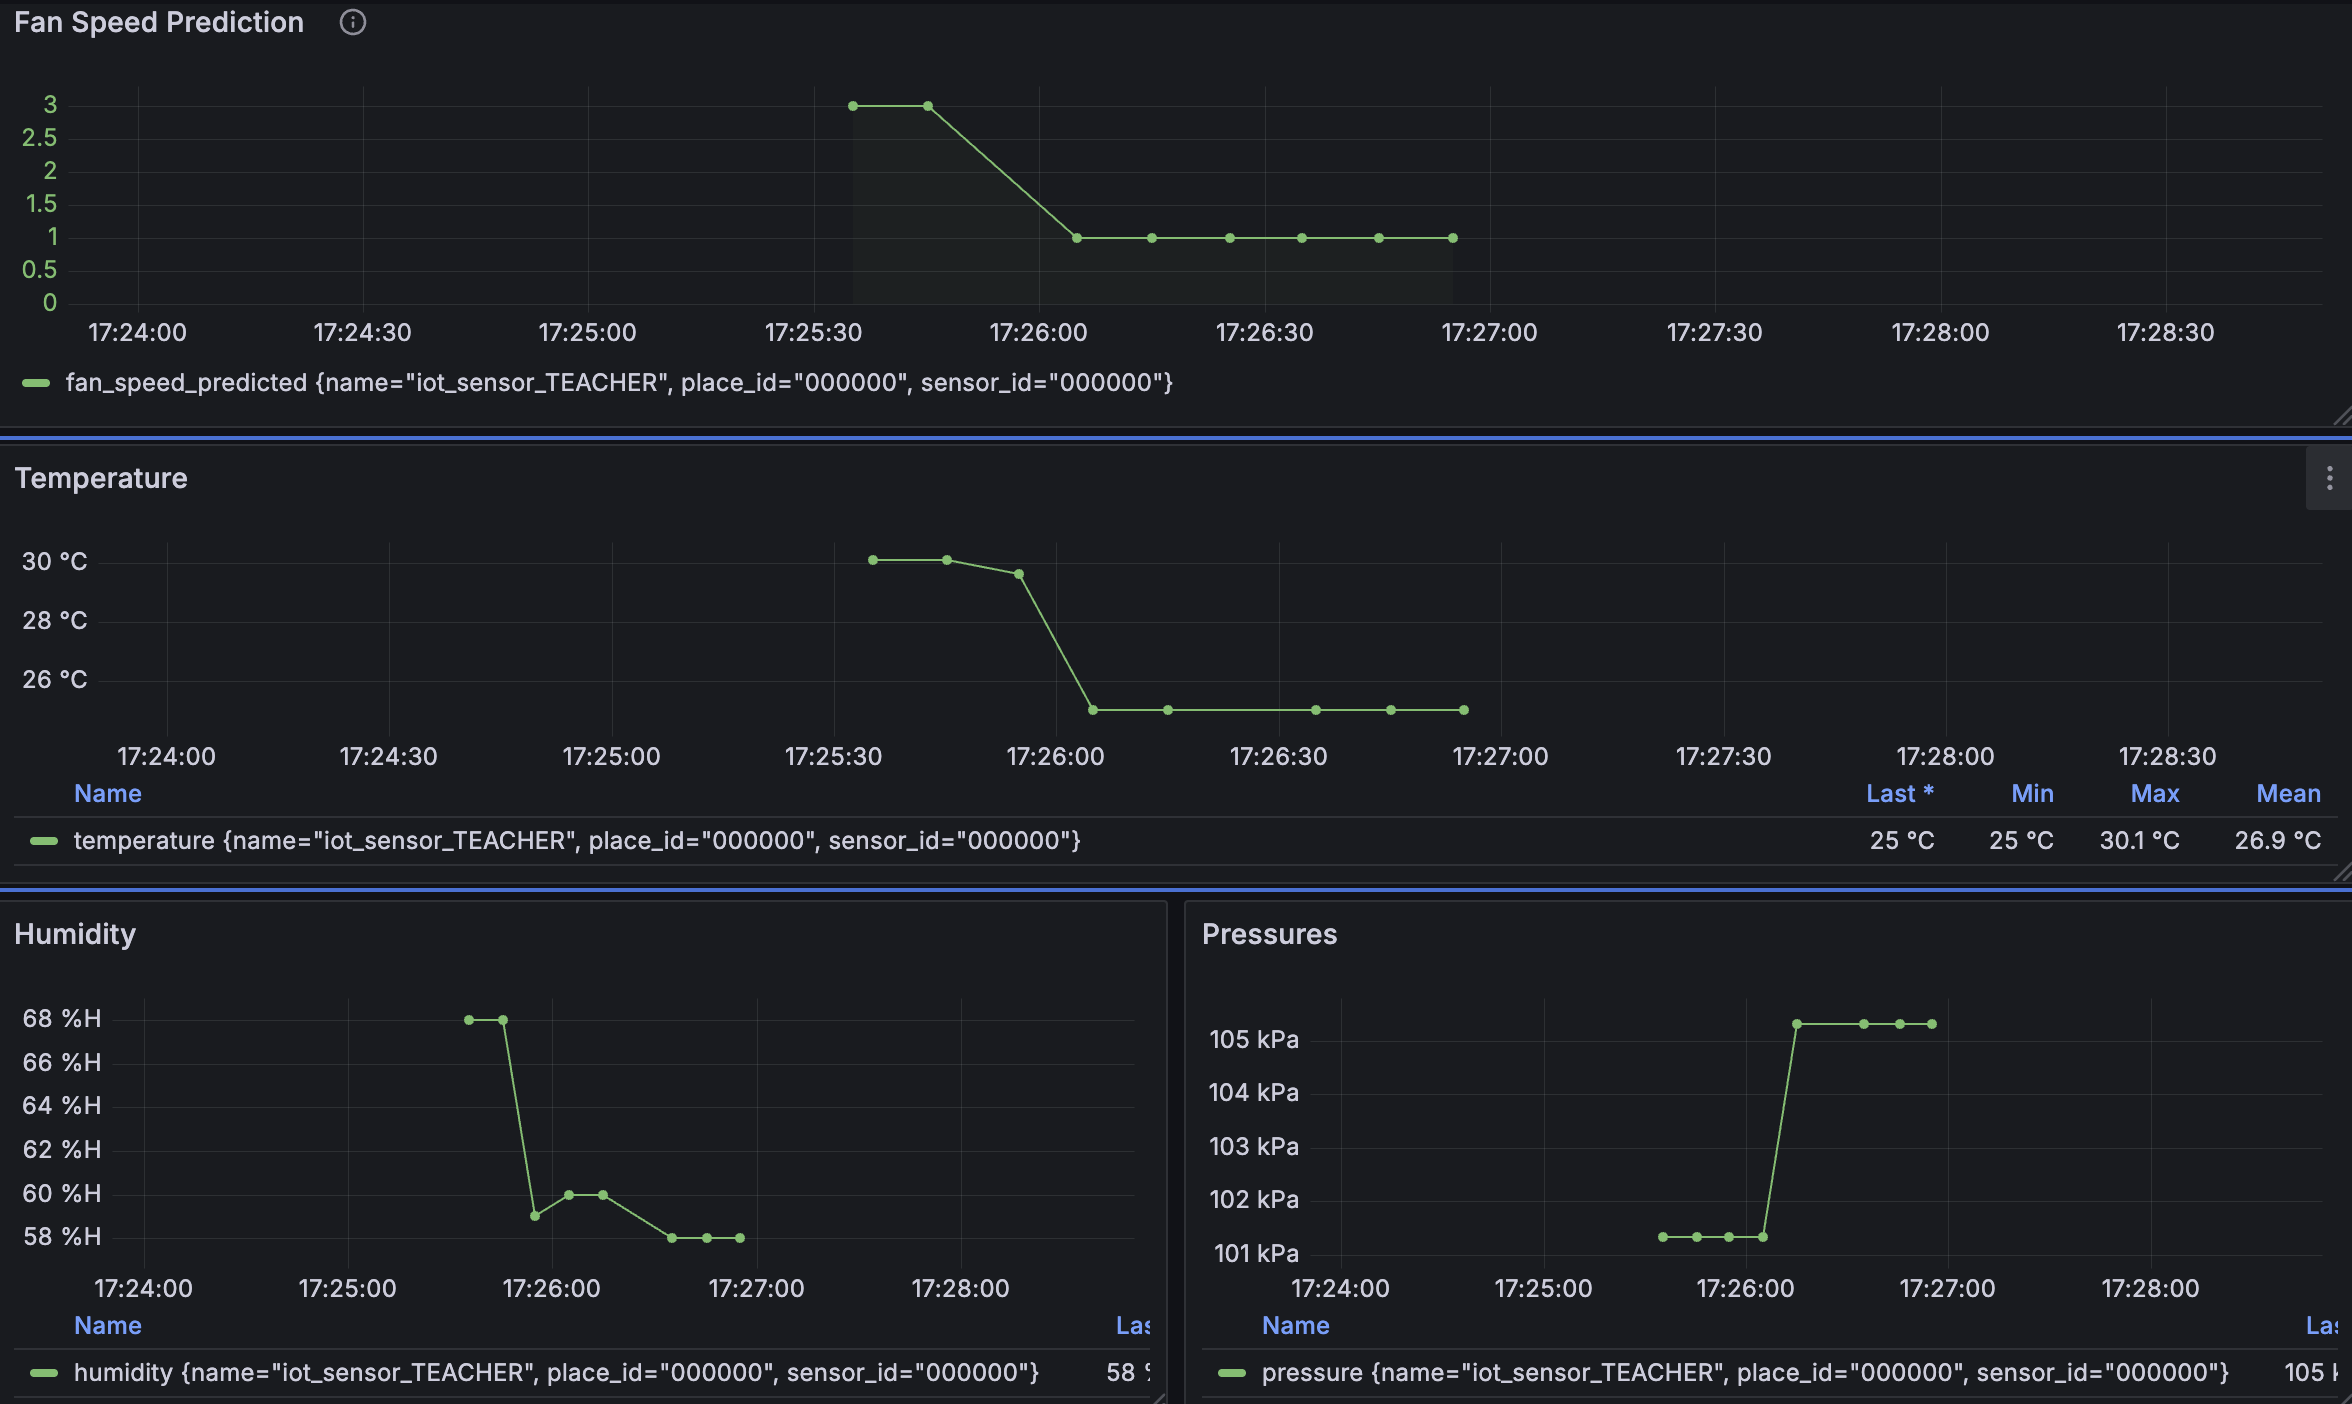 Fan Speed Prediction
3
2.5
2
1.5
1
0.5
0
17:24:00 17:24:30 17:25:00 17:25:30 17:26:00 17:26:30 17:27:00 17:27:30 17:28:00 17:28:30
fan_speed_predicted {name="iot_sensor_TEACHER", place_id="000000", sensor_id="000000"}
Temperature
30 °C
28 °C
26 °C
17:24:00 17:24:30 17:25:00 17:25:30 17:26:00 17:26:30 17:27:00 17:27:30 17:28:00 17:28:30
Name Last * Min Max Mean
temperature {name="iot_sensor_TEACHER", place_id="000000", sensor_id="000000"} 25 °C 25 °C 30.1 °C 26.9 °C
Humidity
68 %H
66 %H
64 %H
62 %H
60 %H
58 %H
17:24:00 17:25:00 17:26:00 17:27:00 17:28:00
Name Las
humidity {name="iot_sensor_TEACHER", place_id="000000", sensor_id="000000"} 58 %
Pressures
105 kPa
104 kPa
103 kPa
102 kPa
101 kPa
17:24:00 17:25:00 17:26:00 17:27:00 17:28:00
Name Las
pressure {name="iot_sensor_TEACHER", place_id="000000", sensor_id="000000"} 105 k